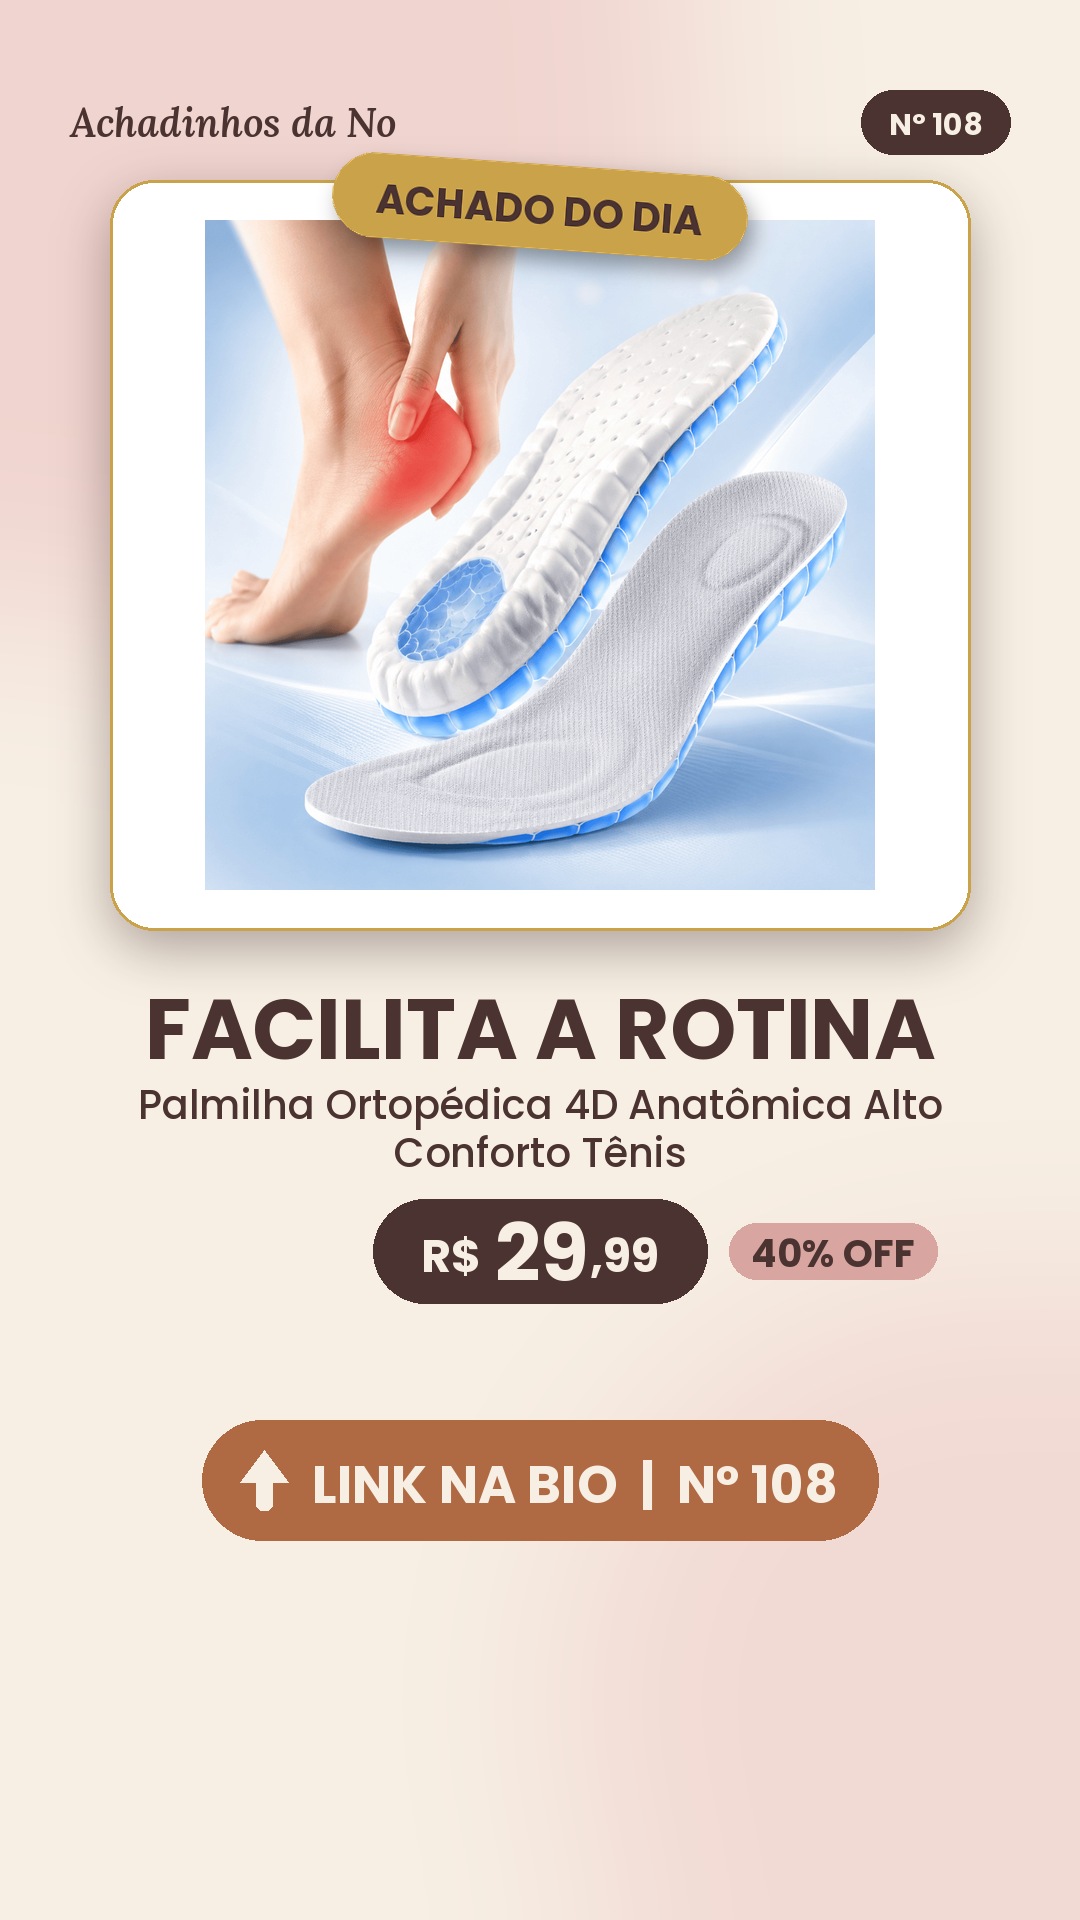 Achadinhos da No
Nº 108
ACHADO DO DIA
FACILITA A ROTINA
Palmilha Ortopédica 4D Anatômica Alto
Conforto Tênis
R$ 29,99
40% OFF
LINK NA BIO | Nº 108